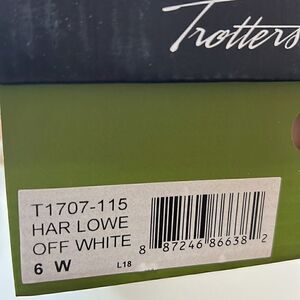 Trotters
T1707-115
HAR LOWE
OFF WHITE
6 W
L18
8 87246 86638 2